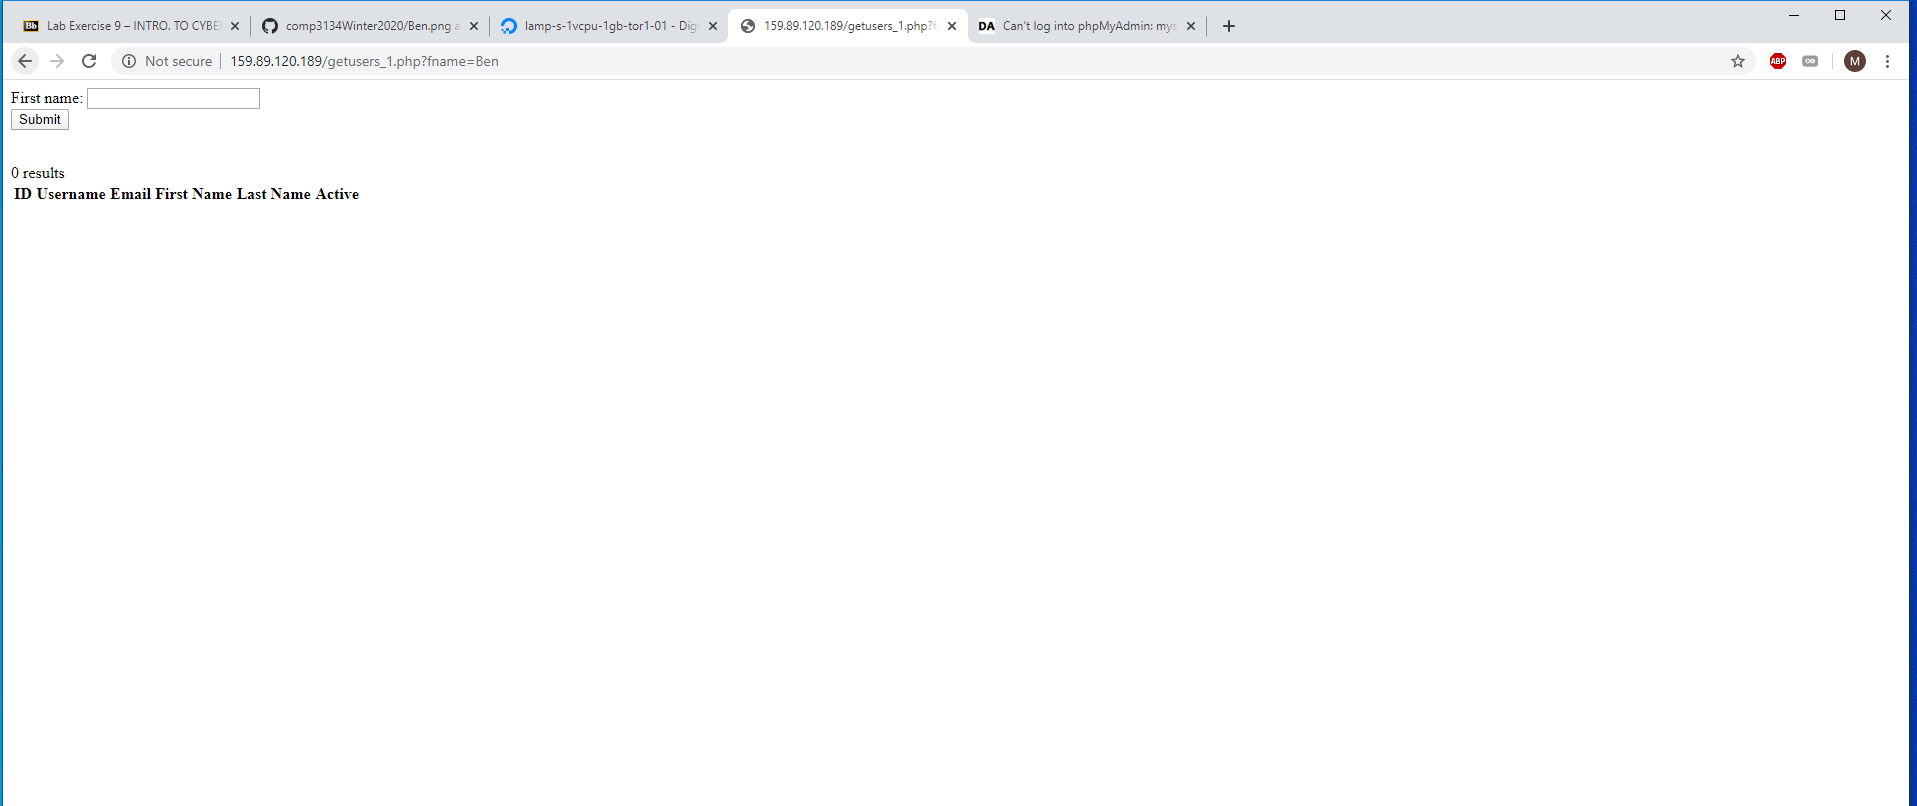 Bb Lab Exercise 9 – INTRO. TO CYBE
comp3134Winter2020/Ben.png a
lamp-s-1vcpu-1gb-tor1-01 - Dig
159.89.120.189/getusers_1.php?f
DA Can't log into phpMyAdmin: mys
Not secure 159.89.120.189/getusers_1.php?fname=Ben
ABP
M
First name:
Submit
0 results
ID Username Email First Name Last Name Active